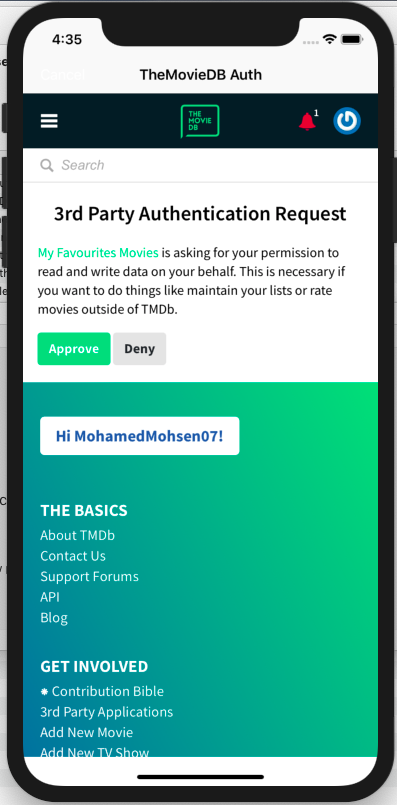 4:35
Cancel
TheMovieDB Auth
THE
MOVIE
DB
1
Search
3rd Party Authentication Request
My Favourites Movies is asking for your permission to
read and write data on your behalf. This is necessary if
you want to do things like maintain your lists or rate
movies outside of TMDb.
Approve
Deny
Hi MohamedMohsen07!
THE BASICS
About TMDb
Contact Us
Support Forums
API
Blog
GET INVOLVED
Contribution Bible
3rd Party Applications
Add New Movie
Add New TV Show